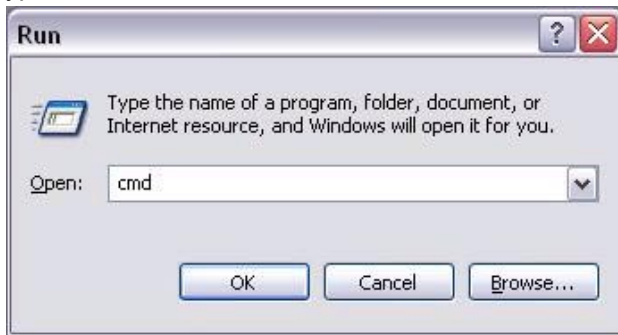 Run
Type the name of a program, folder, document, or
Internet resource, and Windows will open it for you.
Open: cmd
OK Cancel Browse...